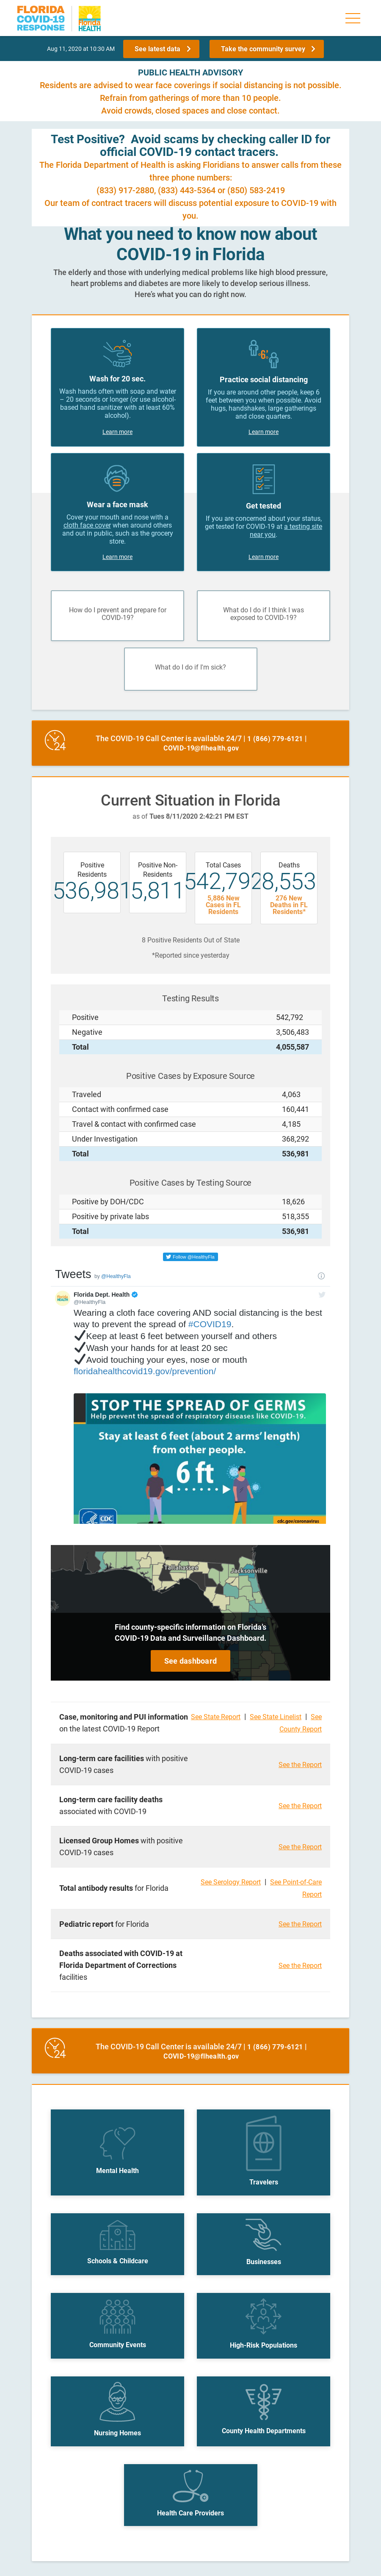 FLORIDA
COVID-19
RESPONSE
Florida
HEALTH
Aug 11, 2020 at 10:30 AM
See latest data
Take the community survey
PUBLIC HEALTH ADVISORY
Residents are advised to wear face coverings if social distancing is not possible.
Refrain from gatherings of more than 10 people.
Avoid crowds, closed spaces and close contact.
Test Positive? Avoid scams by checking caller ID for
official COVID-19 contact tracers.
The Florida Department of Health is asking Floridians to answer calls from these
three phone numbers:
(833) 917-2880, (833) 443-5364 or (850) 583-2419
Our team of contract tracers will discuss potential exposure to COVID-19 with
you.
What you need to know now about
COVID-19 in Florida
The elderly and those with underlying medical problems like high blood pressure,
heart problems and diabetes are more likely to develop serious illness.
Here's what you can do right now.
Wash for 20 sec.
Wash hands often with soap and water
– 20 seconds or longer (or use alcohol-
based hand sanitizer with at least 60%
alcohol).
Learn more
6'
Practice social distancing
If you are around other people, keep 6
feet between you when possible. Avoid
hugs, handshakes, large gatherings
and close quarters.
Learn more
Wear a face mask
Cover your mouth and nose with a
cloth face cover when around others
and out in public, such as the grocery
store.
Learn more
Get tested
If you are concerned about your status,
get tested for COVID-19 at a testing site
near you.
Learn more
How do I prevent and prepare for
COVID-19?
What do I do if I think I was
exposed to COVID-19?
What do I do if I'm sick?
24
The COVID-19 Call Center is available 24/7 | 1 (866) 779-6121 |
COVID-19@flhealth.gov
Current Situation in Florida
as of Tues 8/11/2020 2:42:21 PM EST
Positive
Residents
536,981
Positive Non-
Residents
5,811
Total Cases
542,792
5,886 New
Cases in FL
Residents
Deaths
8,553
276 New
Deaths in FL
Residents*
8 Positive Residents Out of State
*Reported since yesterday
Testing Results
Positive 542,792
Negative 3,506,483
Total 4,055,587
Positive Cases by Exposure Source
Traveled 4,063
Contact with confirmed case 160,441
Travel & contact with confirmed case 4,185
Under Investigation 368,292
Total 536,981
Positive Cases by Testing Source
Positive by DOH/CDC 18,626
Positive by private labs 518,355
Total 536,981
Follow @HealthyFla
Tweets by @HealthyFla
Florida Dept. Health
@HealthyFla
Wearing a cloth face covering AND social distancing is the best
way to prevent the spread of #COVID19.
✔Keep at least 6 feet between yourself and others
✔Wash your hands for at least 20 sec
✔Avoid touching your eyes, nose or mouth
floridahealthcovid19.gov/prevention/
STOP THE SPREAD OF GERMS
Help prevent the spread of respiratory diseases like COVID-19.
Stay at least 6 feet (about 2 arms' length)
from other people.
6 ft
CDC
cdc.gov/coronavirus
Tallahassee
Jacksonville
Find county-specific information on Florida's
COVID-19 Data and Surveillance Dashboard.
See dashboard
Case, monitoring and PUI information
on the latest COVID-19 Report
See State Report | See State Linelist | See
County Report
Long-term care facilities with positive
COVID-19 cases
See the Report
Long-term care facility deaths
associated with COVID-19
See the Report
Licensed Group Homes with positive
COVID-19 cases
See the Report
Total antibody results for Florida
See Serology Report | See Point-of-Care
Report
Pediatric report for Florida
See the Report
Deaths associated with COVID-19 at
Florida Department of Corrections
facilities
See the Report
24
The COVID-19 Call Center is available 24/7 | 1 (866) 779-6121 |
COVID-19@flhealth.gov
Mental Health
Travelers
Schools & Childcare
Businesses
Community Events
High-Risk Populations
Nursing Homes
County Health Departments
Health Care Providers